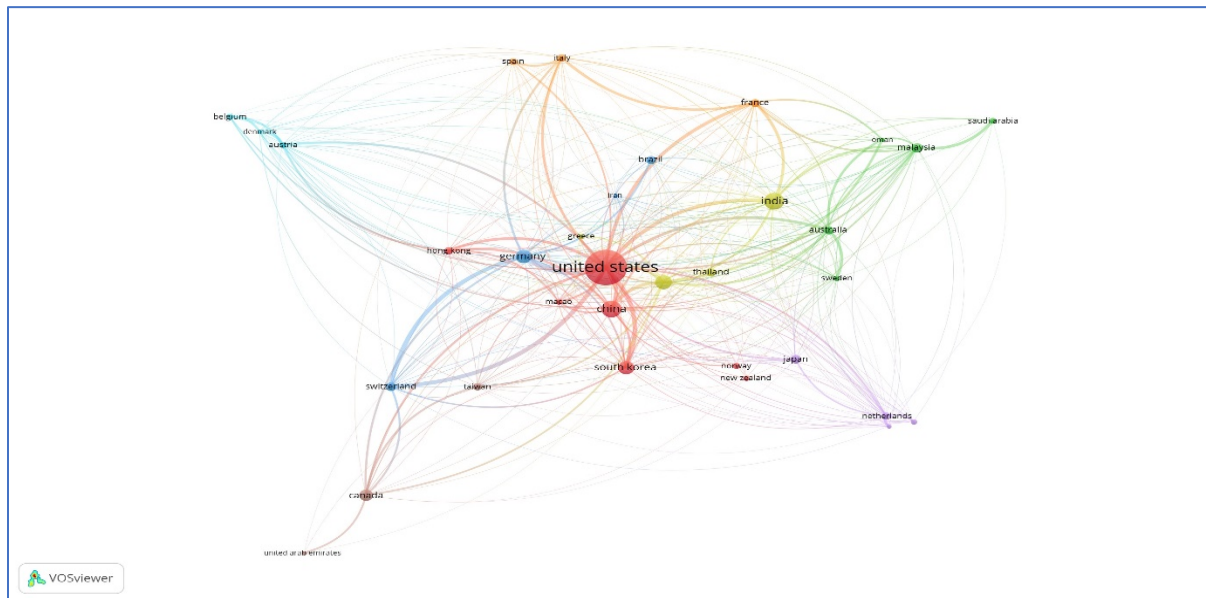 italy
spain
france
belgium
saudi arabia
denmark
oman
austria
malaysia
brazil
iran
india
australia
greece
hong kong
germany
united states
thailand
sweden
macao
china
japan
south korea
norway
new zealand
switzerland
taiwan
netherlands
canada
united arab emirates
VOSviewer